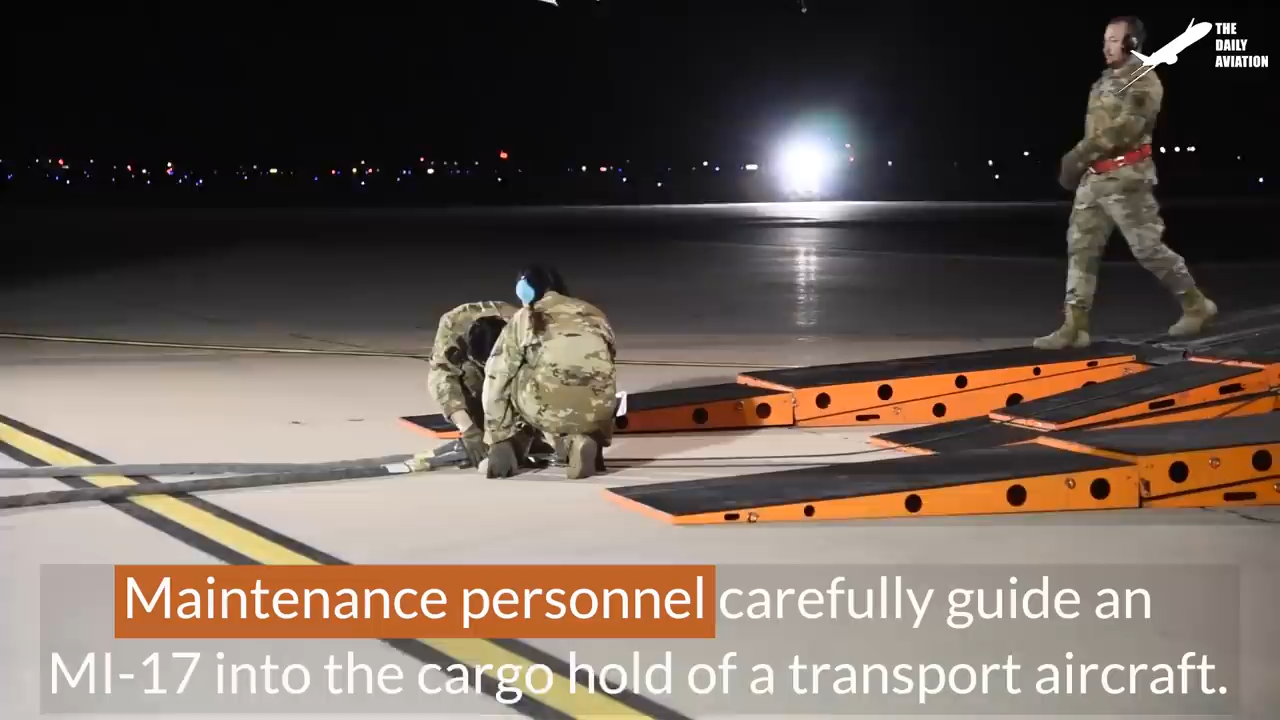 THE
DAILY
AVIATION
Maintenance personnel carefully guide an
MI-17 into the cargo hold of a transport aircraft.